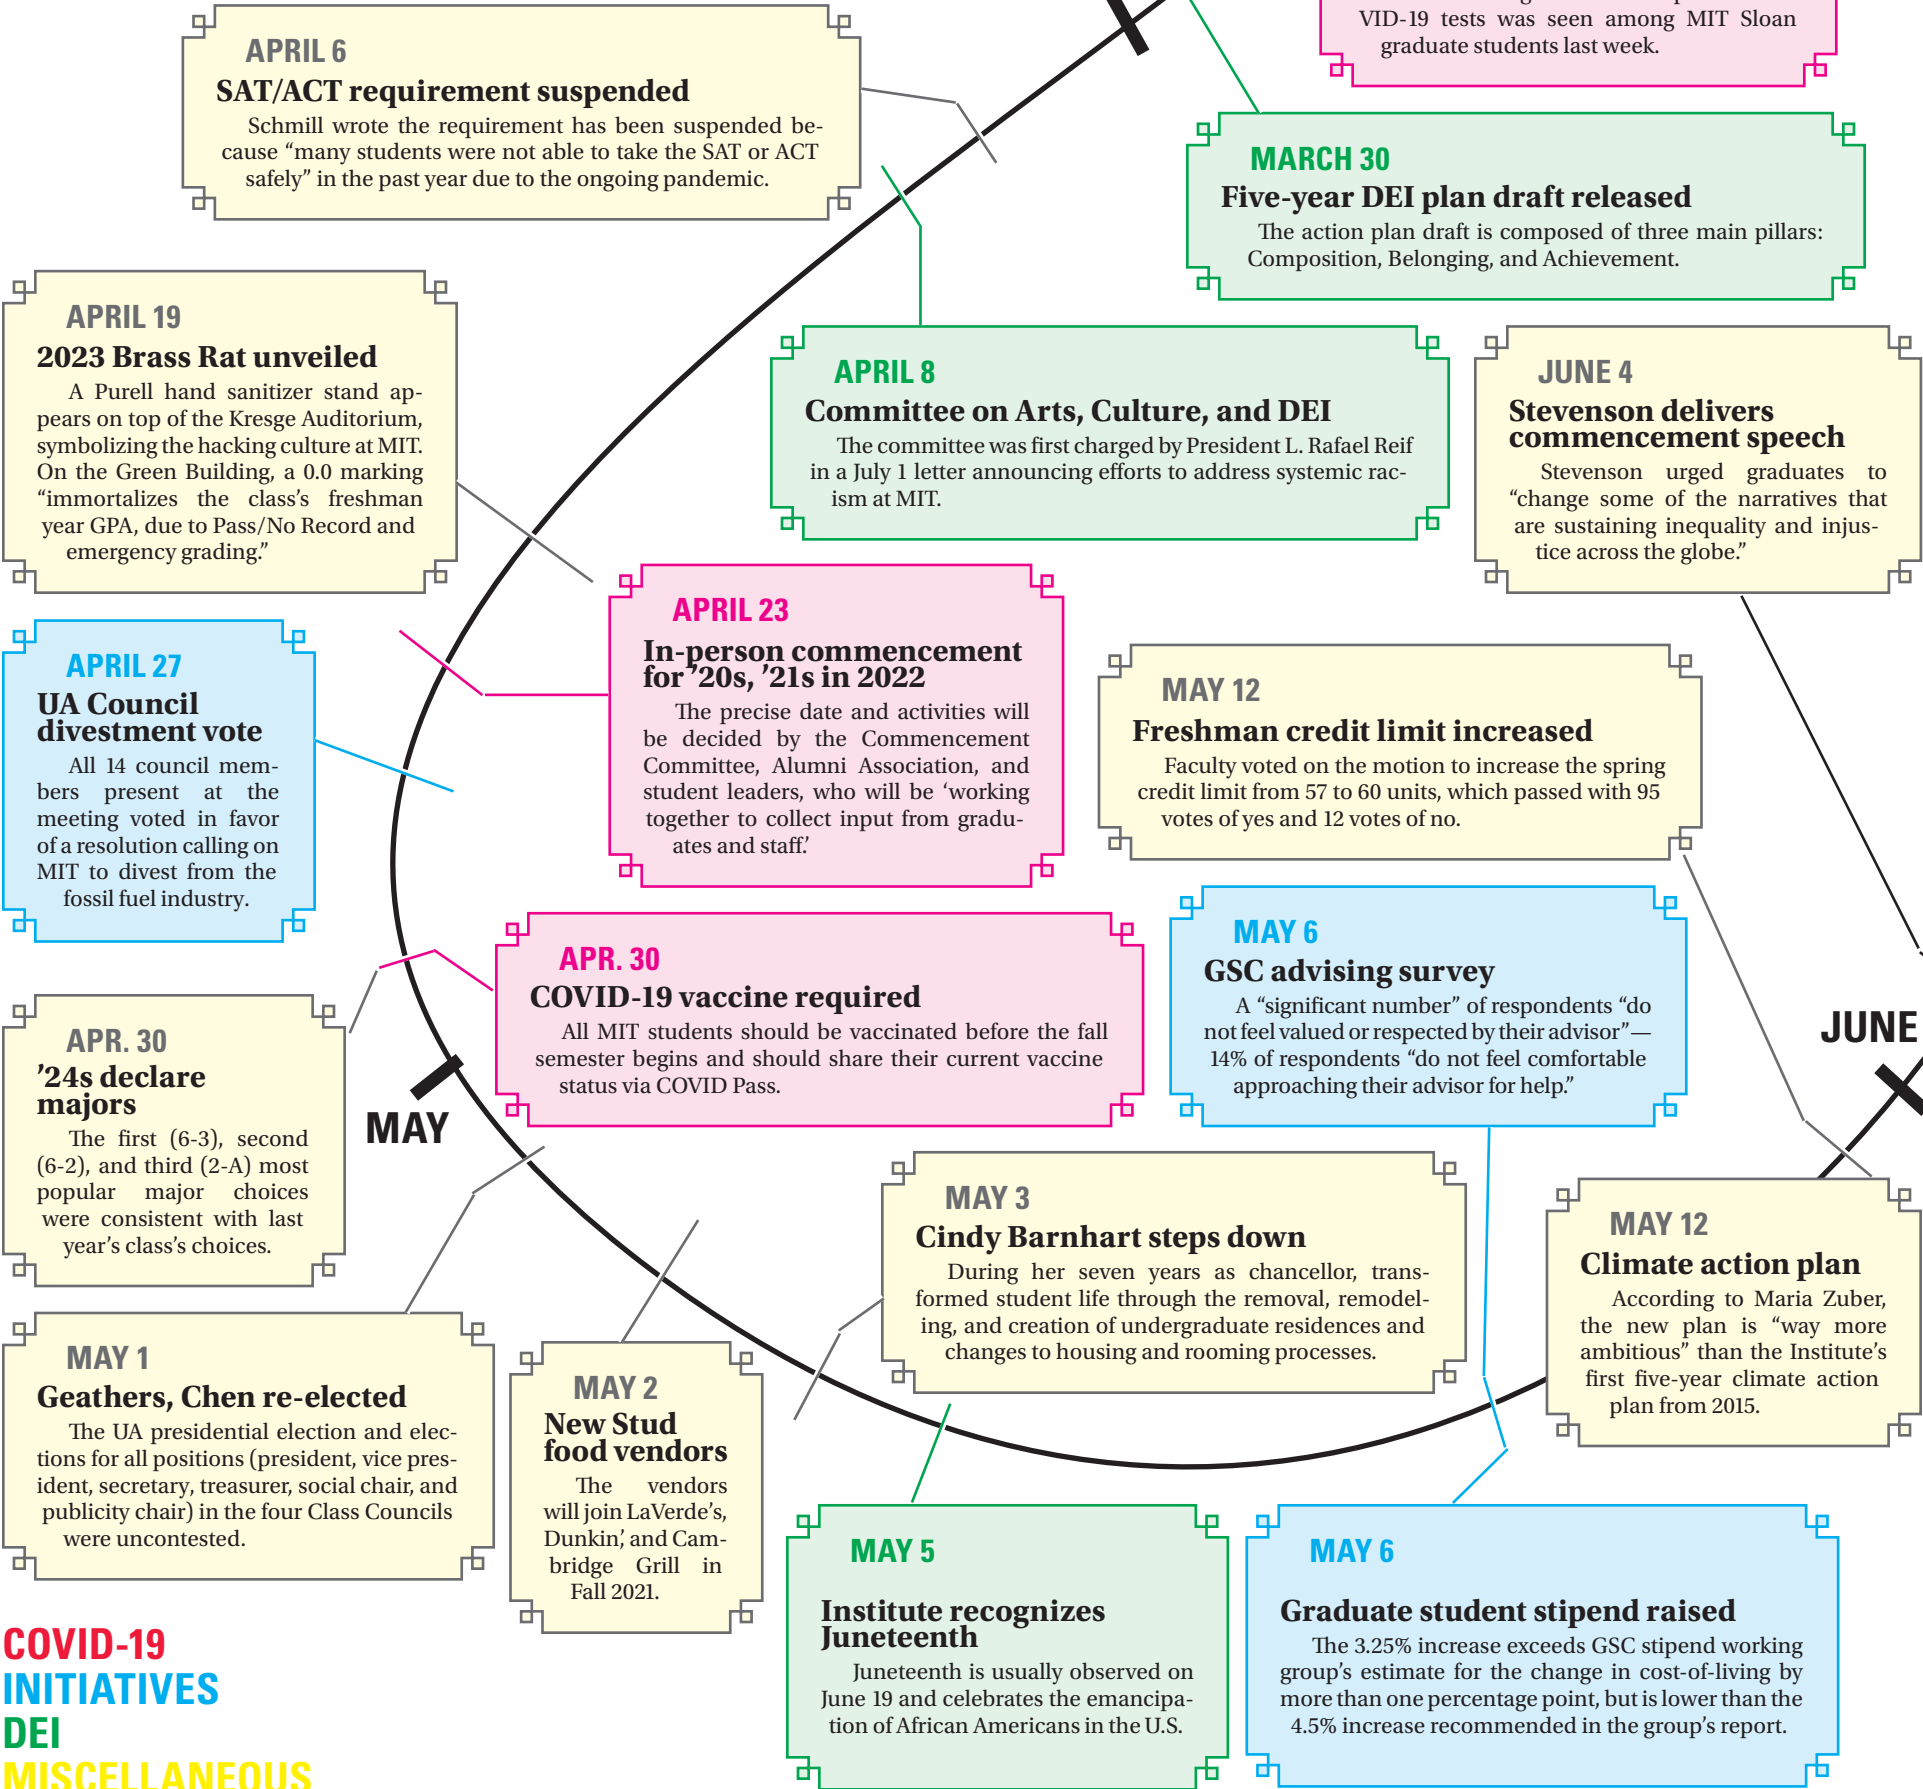 VID-19 tests was seen among MIT Sloan
graduate students last week.
APRIL 6
SAT/ACT requirement suspended
Schmill wrote the requirement has been suspended be-
cause “many students were not able to take the SAT or ACT
safely” in the past year due to the ongoing pandemic.
MARCH 30
Five-year DEI plan draft released
The action plan draft is composed of three main pillars:
Composition, Belonging, and Achievement.
APRIL 19
2023 Brass Rat unveiled
A Purell hand sanitizer stand ap-
pears on top of the Kresge Auditorium,
symbolizing the hacking culture at MIT.
On the Green Building, a 0.0 marking
“immortalizes the class’s freshman
year GPA, due to Pass/No Record and
emergency grading.”
APRIL 8
Committee on Arts, Culture, and DEI
The committee was first charged by President L. Rafael Reif
in a July 1 letter announcing efforts to address systemic rac-
ism at MIT.
JUNE 4
Stevenson delivers
commencement speech
Stevenson urged graduates to
“change some of the narratives that
are sustaining inequality and injus-
tice across the globe.”
APRIL 23
In-person commencement
for ’20s, ’21s in 2022
The precise date and activities will
be decided by the Commencement
Committee, Alumni Association, and
student leaders, who will be ‘working
together to collect input from gradu-
ates and staff.’
APRIL 27
UA Council
divestment vote
All 14 council mem-
bers present at the
meeting voted in favor
of a resolution calling on
MIT to divest from the
fossil fuel industry.
MAY 12
Freshman credit limit increased
Faculty voted on the motion to increase the spring
credit limit from 57 to 60 units, which passed with 95
votes of yes and 12 votes of no.
APR. 30
COVID-19 vaccine required
All MIT students should be vaccinated before the fall
semester begins and should share their current vaccine
status via COVID Pass.
MAY 6
GSC advising survey
A “significant number” of respondents “do
not feel valued or respected by their advisor”—
14% of respondents “do not feel comfortable
approaching their advisor for help.”
JUNE
APR. 30
’24s declare
majors
The first (6-3), second
(6-2), and third (2-A) most
popular major choices
were consistent with last
year’s class’s choices.
MAY
MAY 3
Cindy Barnhart steps down
During her seven years as chancellor, trans-
formed student life through the removal, remodel-
ing, and creation of undergraduate residences and
changes to housing and rooming processes.
MAY 12
Climate action plan
According to Maria Zuber,
the new plan is “way more
ambitious” than the Institute’s
first five-year climate action
plan from 2015.
MAY 1
Geathers, Chen re-elected
The UA presidential election and elec-
tions for all positions (president, vice pres-
ident, secretary, treasurer, social chair, and
publicity chair) in the four Class Councils
were uncontested.
MAY 2
New Stud
food vendors
The vendors
will join LaVerde’s,
Dunkin’, and Cam-
bridge Grill in
Fall 2021.
MAY 5
Institute recognizes
Juneteenth
Juneteenth is usually observed on
June 19 and celebrates the emancipa-
tion of African Americans in the U.S.
MAY 6
Graduate student stipend raised
The 3.25% increase exceeds GSC stipend working
group’s estimate for the change in cost-of-living by
more than one percentage point, but is lower than the
4.5% increase recommended in the group’s report.
COVID-19
INITIATIVES
DEI
MISCELLANEOUS